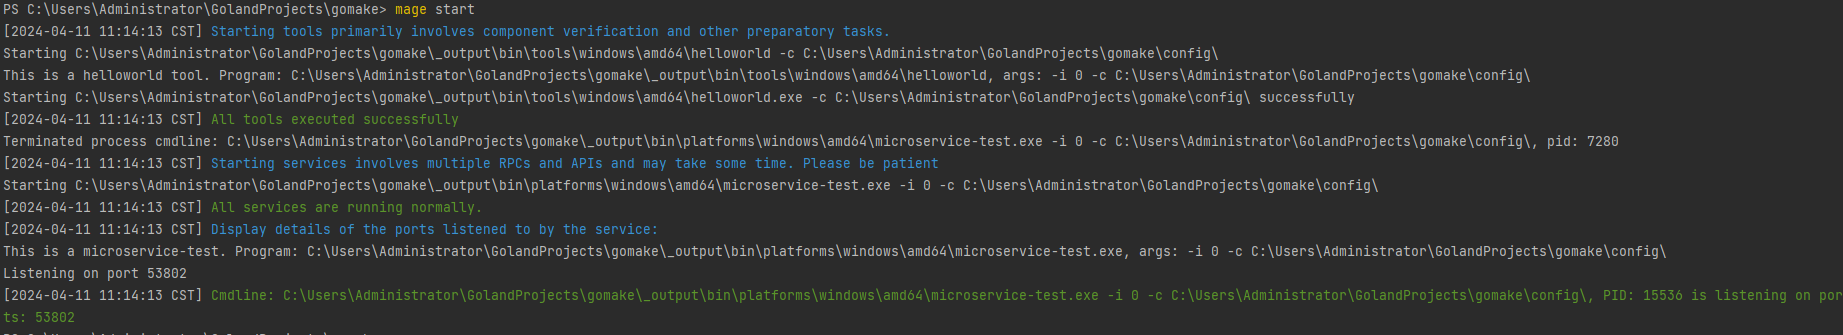 PS C:\Users\Administrator\GolandProjects\gomake> mage start
[2024-04-11 11:14:13 CST] Starting tools primarily involves component verification and other preparatory tasks.
Starting C:\Users\Administrator\GolandProjects\gomake\_output\bin\tools\windows\amd64\helloworld -c C:\Users\Administrator\GolandProjects\gomake\config\
This is a helloworld tool. Program: C:\Users\Administrator\GolandProjects\gomake\_output\bin\tools\windows\amd64\helloworld, args: -i 0 -c C:\Users\Administrator\GolandProjects\gomake\config\
Starting C:\Users\Administrator\GolandProjects\gomake\_output\bin\tools\windows\amd64\helloworld.exe -c C:\Users\Administrator\GolandProjects\gomake\config\ successfully
[2024-04-11 11:14:13 CST] All tools executed successfully
Terminated process cmdline: C:\Users\Administrator\GolandProjects\gomake\_output\bin\platforms\windows\amd64\microservice-test.exe -i 0 -c C:\Users\Administrator\GolandProjects\gomake\config\, pid: 7280
[2024-04-11 11:14:13 CST] Starting services involves multiple RPCs and APIs and may take some time. Please be patient
Starting C:\Users\Administrator\GolandProjects\gomake\_output\bin\platforms\windows\amd64\microservice-test.exe -i 0 -c C:\Users\Administrator\GolandProjects\gomake\config\
[2024-04-11 11:14:13 CST] All services are running normally.
[2024-04-11 11:14:13 CST] Display details of the ports listened to by the service:
This is a microservice-test. Program: C:\Users\Administrator\GolandProjects\gomake\_output\bin\platforms\windows\amd64\microservice-test.exe, args: -i 0 -c C:\Users\Administrator\GolandProjects\gomake\config\
Listening on port 53802
[2024-04-11 11:14:13 CST] Cmdline: C:\Users\Administrator\GolandProjects\gomake\_output\bin\platforms\windows\amd64\microservice-test.exe -i 0 -c C:\Users\Administrator\GolandProjects\gomake\config\, PID: 15536 is listening on por
ts: 53802